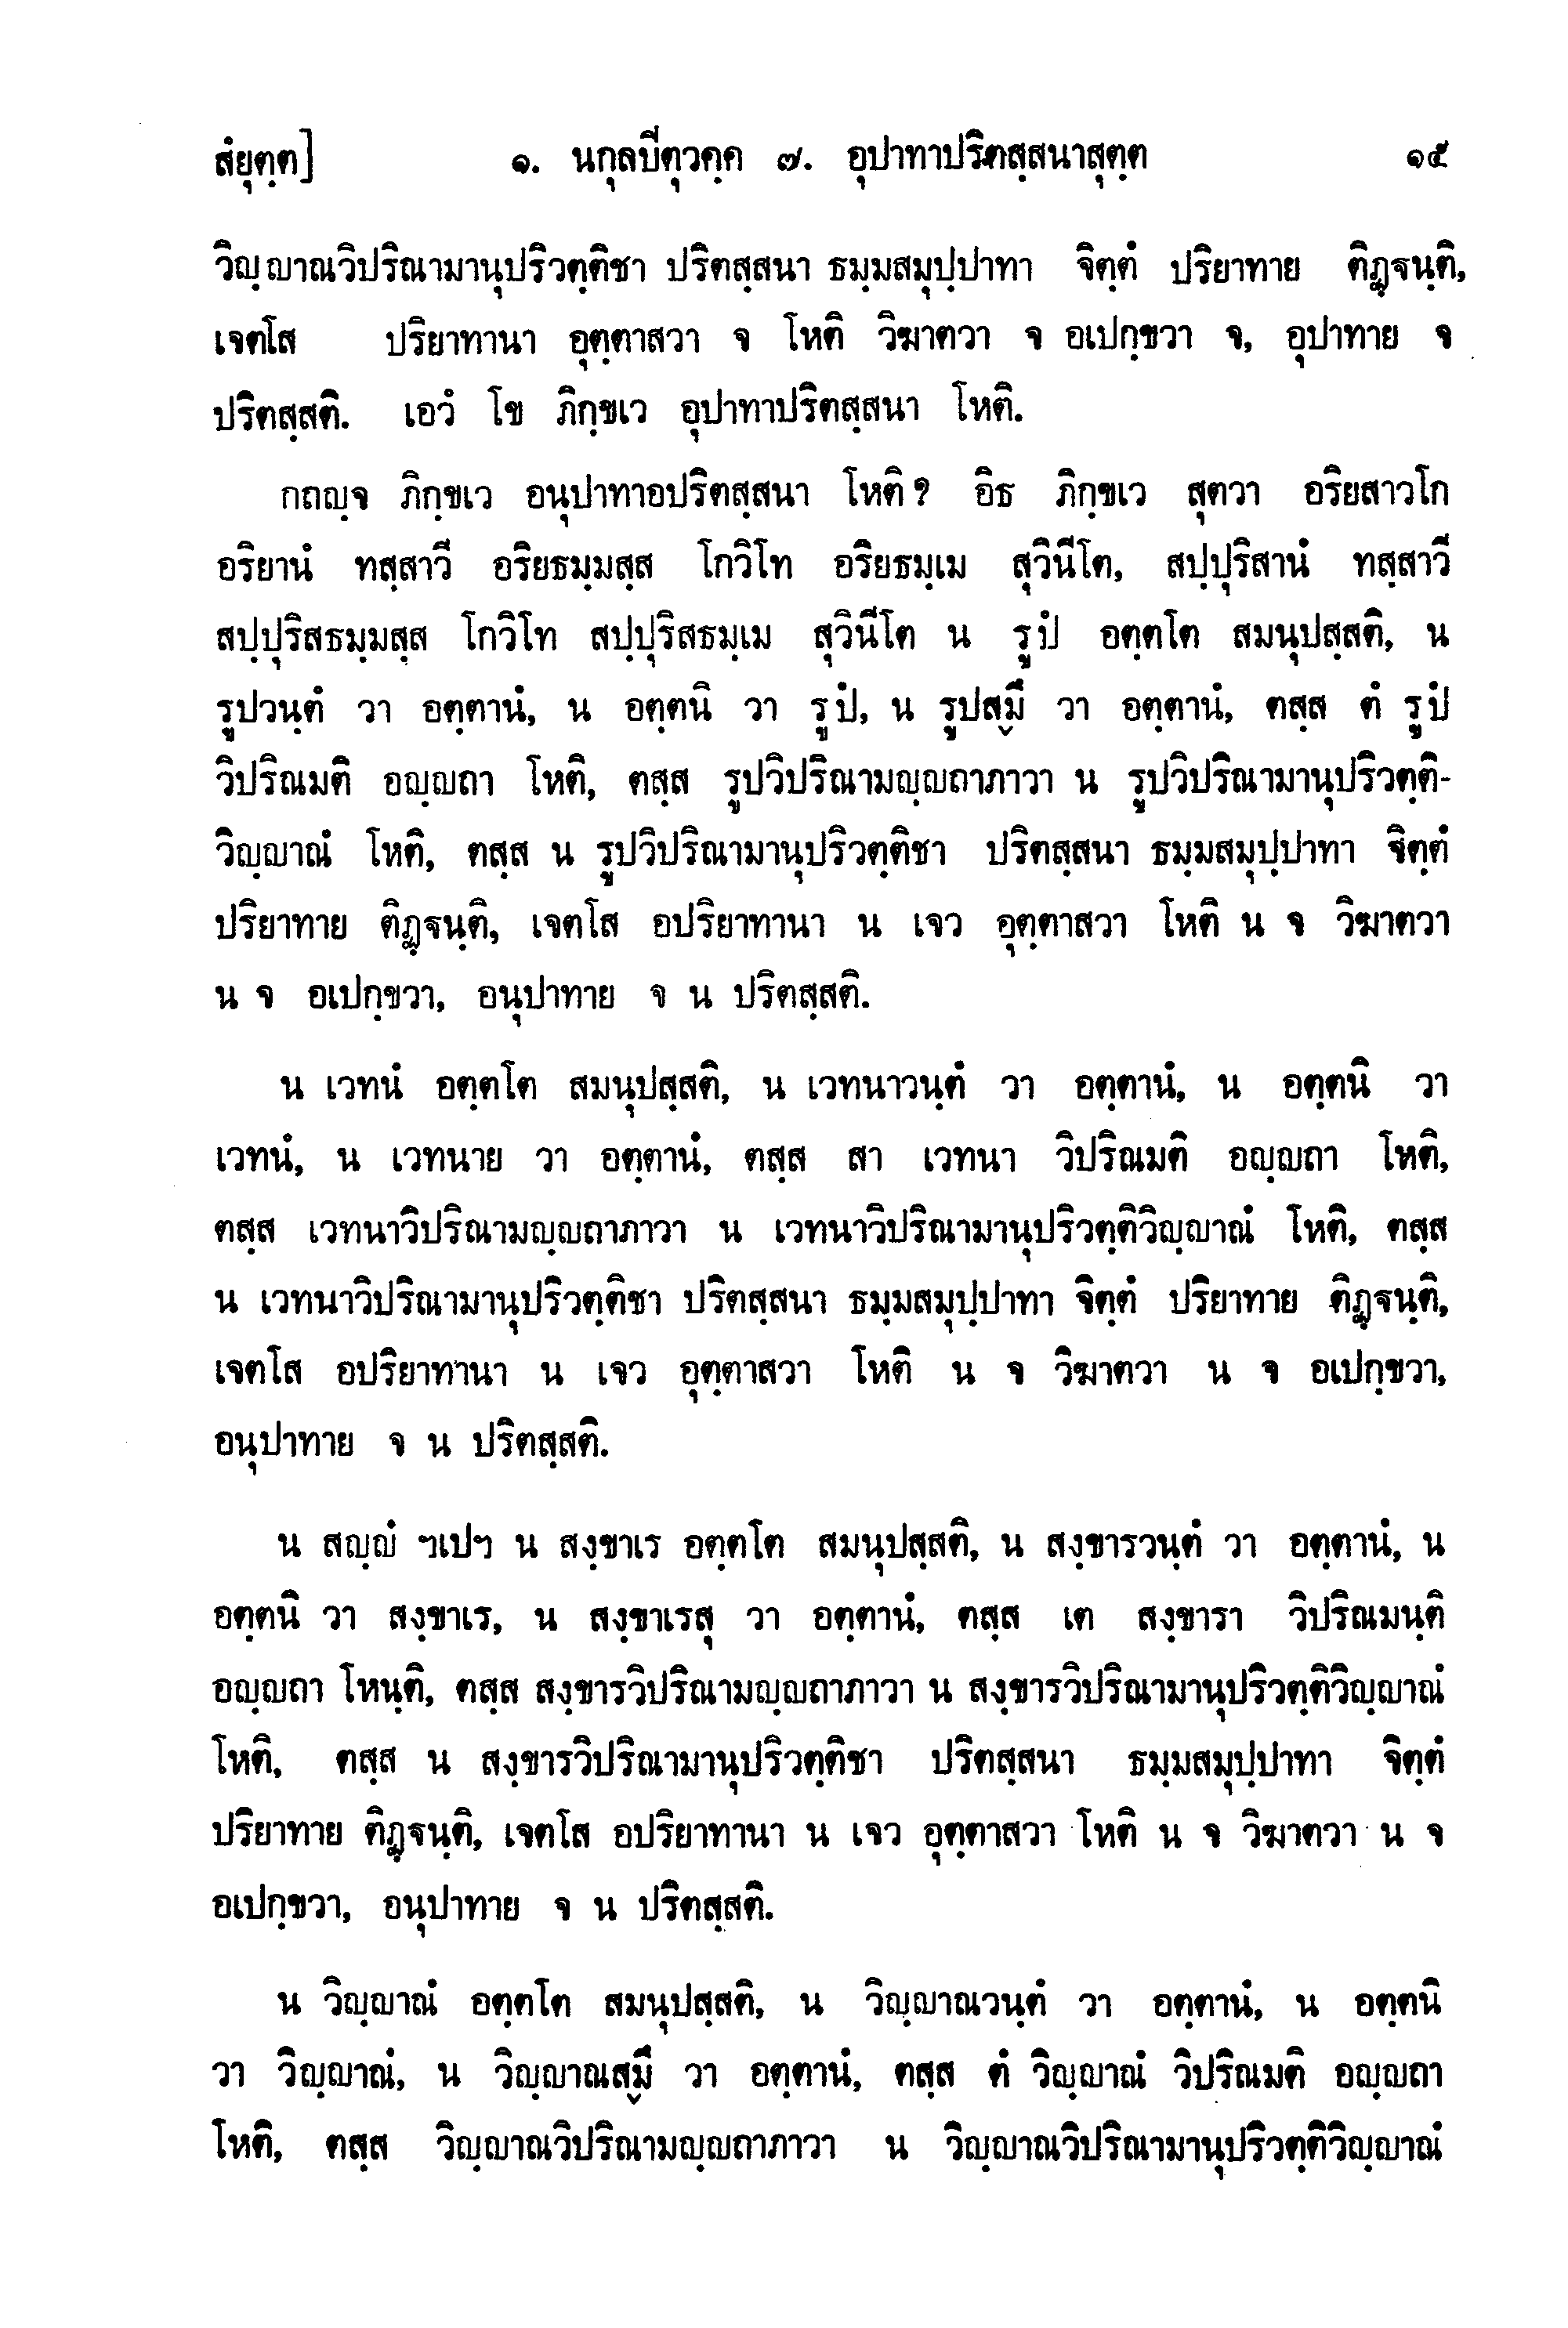 สํยุตฺต] ๑. นกุลบีตุวคฺค ๗. อุปาทาปริตสฺสนาสุตฺต ๑๕
วิญฺญาณวิปริณามานุปริวตฺติชา ปริตสฺสนา ธมฺมสมุปฺปาทา จิตฺตํ ปริยาทาย ติฏฺฐนฺติ,
เจตโส ปริยาทานา อุตฺตาสวา จ โหติ วิฆาตวา จ อเปกฺขวา จ, อุปาทาย จ
ปริตสฺสติ. เอวํ โข ภิกฺขเว อุปาทาปริตสฺสนา โหติ.
กถญฺจ ภิกฺขเว อนุปาทาอปริตสฺสนา โหติ ? อิธ ภิกฺขเว สุตวา อริยสาวโก
อริยานํ ทสฺสาวี อริยธมฺมสฺส โกวิโท อริยธมฺเม สุวินีโต, สปฺปุริสานํ ทสฺสาวี
สปฺปุริสธมฺมสฺส โกวิโท สปฺปุริสธมฺเม สุวินีโต น รูปํ อตฺตโต สมนุปสฺสติ, น
รูปวนฺตํ วา อตฺตานํ, น อตฺตนิ วา รูปํ, น รูปสฺมึ วา อตฺตานํ, ตสฺส ตํ รูปํ
วิปริณมติ อญฺญถา โหติ, ตสฺส รูปวิปริณามญฺญถาภาวา น รูปวิปริณามานุปริวตฺติ-
วิญฺญาณํ โหติ, ตสฺส น รูปวิปริณามานุปริวตฺติชา ปริตสฺสนา ธมฺมสมุปฺปาทา จิตฺตํ
ปริยาทาย ติฏฺฐนฺติ, เจตโส อปริยาทานา น เจว อุตฺตาสวา โหติ น จ วิฆาตวา
น จ อเปกฺขวา, อนุปาทาย จ น ปริตสฺสติ.
น เวทนํ อตฺตโต สมนุปสฺสติ, น เวทนาวนฺตํ วา อตฺตานํ, น อตฺตนิ วา
เวทนํ, น เวทนาย วา อตฺตานํ, ตสฺส สา เวทนา วิปริณมติ อญฺญถา โหติ,
ตสฺส เวทนาวิปริณามญฺญถาภาวา น เวทนาวิปริณามานุปริวตฺติวิญฺญาณํ โหติ, ตสฺส
น เวทนาวิปริณามานุปริวตฺติชา ปริตสฺสนา ธมฺมสมุปฺปาทา จิตฺตํ ปริยาทาย ติฏฺฐนฺติ,
เจตโส อปริยาทานา น เจว อุตฺตาสวา โหติ น จ วิฆาตวา น จ อเปกฺขวา,
อนุปาทาย จ น ปริตสฺสติ.
น สญฺญํ ฯเปฯ น สงฺขาเร อตฺตโต สมนุปสฺสติ, น สงฺขารวนฺตํ วา อตฺตานํ, น
อตฺตนิ วา สงฺขาเร, น สงฺขาเรสุ วา อตฺตานํ, ตสฺส เต สงฺขารา วิปริณมนฺติ
อญฺญถา โหนฺติ, ตสฺส สงฺขารวิปริณามญฺญถาภาวา น สงฺขารวิปริณามานุปริวตฺติวิญฺญาณํ
โหติ, ตสฺส น สงฺขารวิปริณามานุปริวตฺติชา ปริตสฺสนา ธมฺมสมุปฺปาทา จิตฺตํ
ปริยาทาย ติฏฺฐนฺติ, เจตโส อปริยาทานา น เจว อุตฺตาสวา โหติ น จ วิฆาตวา น จ
อเปกฺขวา, อนุปาทาย จ น ปริตสฺสติ.
น วิญฺญาณํ อตฺตโต สมนุปสฺสติ, น วิญฺญาณวนฺตํ วา อตฺตานํ, น อตฺตนิ
วา วิญฺญาณํ, น วิญฺญาณสฺมึ วา อตฺตานํ, ตสฺส ตํ วิญฺญาณํ วิปริณมติ อญฺญถา
โหติ, ตสฺส วิญฺญาณวิปริณามญฺญถาภาวา น วิญฺญาณวิปริณามานุปริวตฺติวิญฺญาณํ